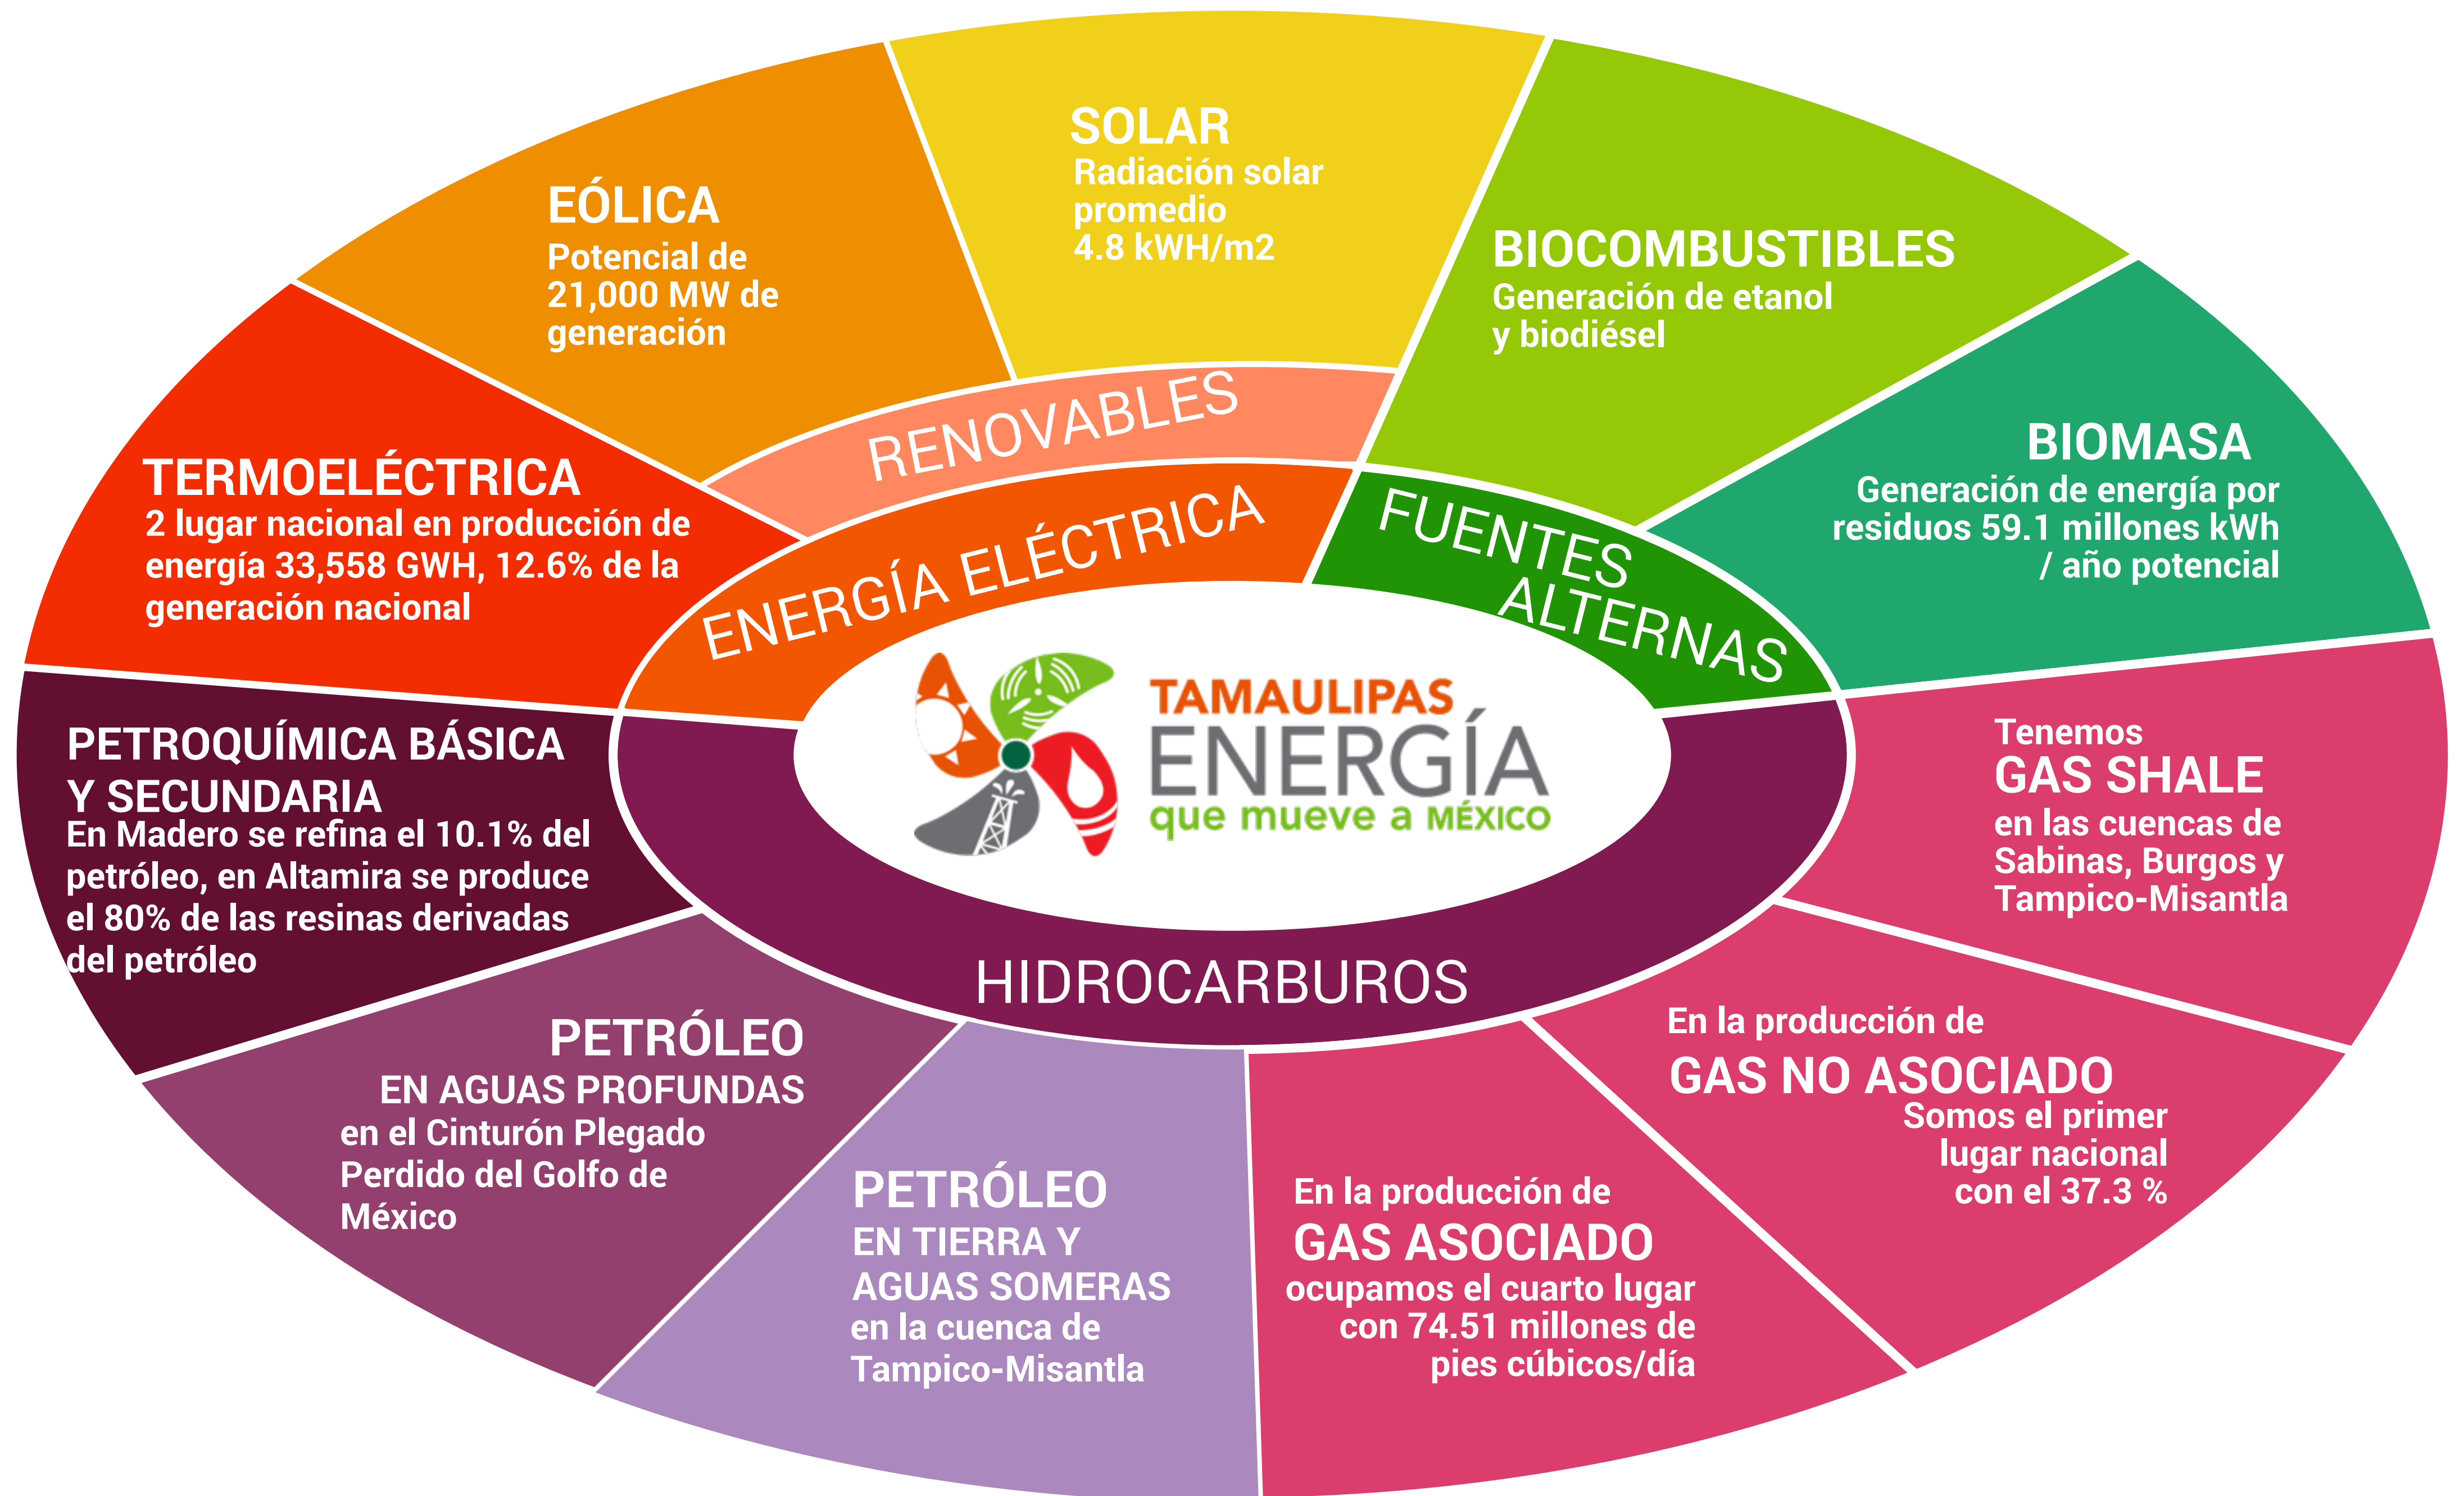 SOLAR
Radiación solar
promedio
4.8 kWH/m2
EÓLICA
Potencial de
21,000 MW de
generación
BIOCOMBUSTIBLES
Generación de etanol
y biodiésel
BIOMASA
Generación de energía por
residuos 59.1 millones kWh
/ año potencial
RENOVABLES
TERMOELÉCTRICA
2 lugar nacional en producción de
energía 33,558 GWH, 12.6% de la
generación nacional
ENERGÍA ELÉCTRICA
FUENTES
ALTERNAS
TAMAULIPAS
ENERGÍA
que mueve a MÉXICO
PETROQUÍMICA BÁSICA
Y SECUNDARIA
En Madero se refina el 10.1% del
petróleo, en Altamira se produce
el 80% de las resinas derivadas
del petróleo
Tenemos
GAS SHALE
en las cuencas de
Sabinas, Burgos y
Tampico-Misantla
HIDROCARBUROS
PETRÓLEO
EN AGUAS PROFUNDAS
en el Cinturón Plegado
Perdido del Golfo de
México
PETRÓLEO
EN TIERRA Y
AGUAS SOMERAS
en la cuenca de
Tampico-Misantla
En la producción de
GAS ASOCIADO
ocupamos el cuarto lugar
con 74.51 millones de
pies cúbicos/día
En la producción de
GAS NO ASOCIADO
Somos el primer
lugar nacional
con el 37.3 %